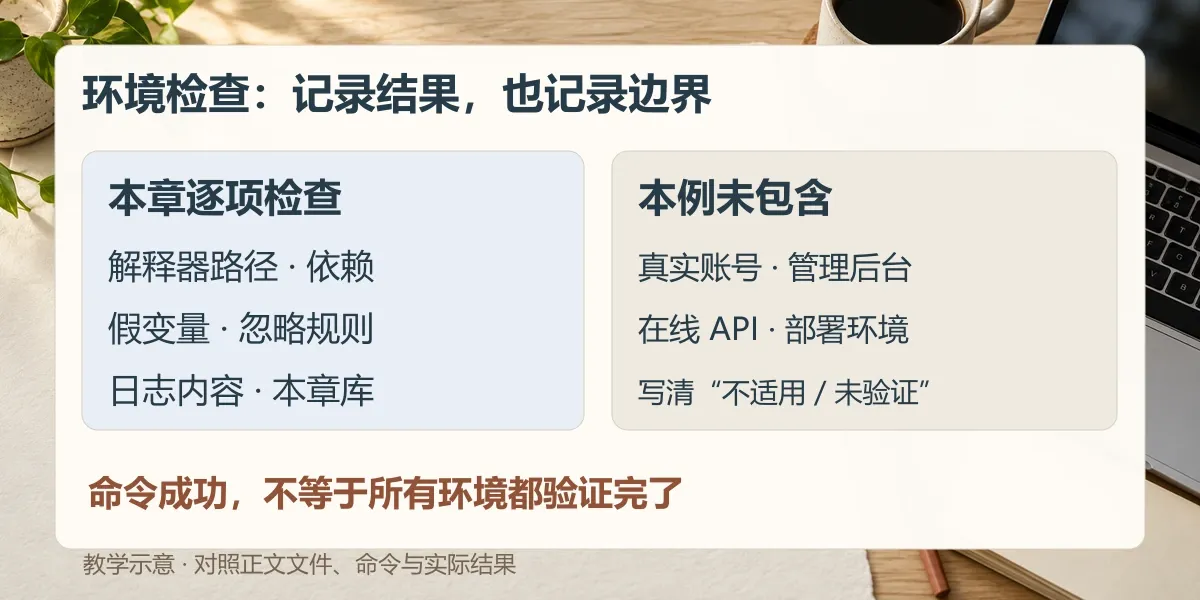 环境检查：记录结果，也记录边界
本章逐项检查
解释器路径 · 依赖
假变量 · 忽略规则
日志内容 · 本章库
本例未包含
真实账号 · 管理后台
在线 API · 部署环境
写清“不适用 / 未验证”
命令成功，不等于所有环境都验证完了
教学示意 · 对照正文文件、命令与实际结果